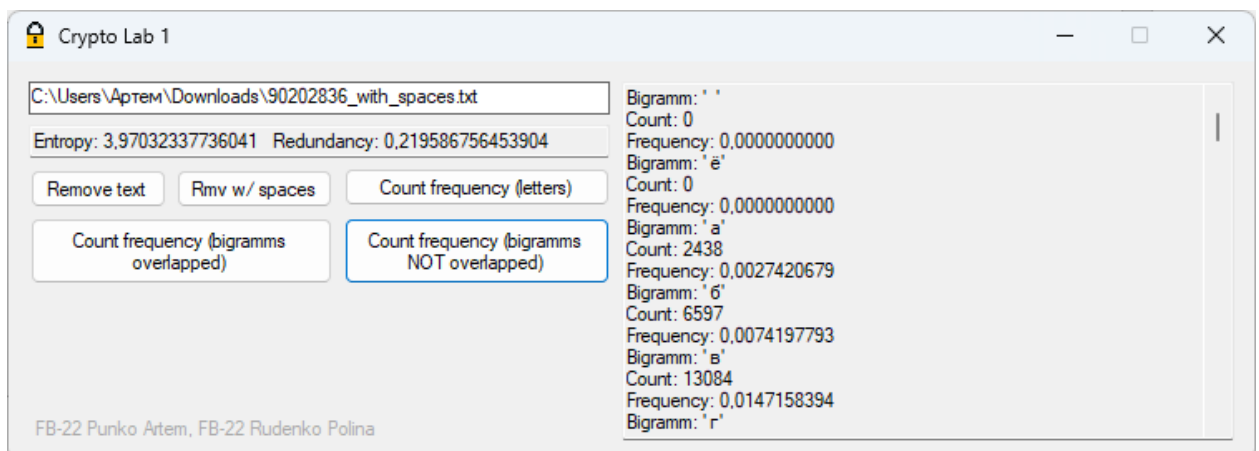 Crypto Lab 1
C:\Users\Артем\Downloads\90202836_with_spaces.txt
Entropy: 3,97032337736041 Redundancy: 0,219586756453904
Remove text
Rmv w/ spaces
Count frequency (letters)
Count frequency (bigramms
overlapped)
Count frequency (bigramms
NOT overlapped)
FB-22 Punko Artem, FB-22 Rudenko Polina
Bigramm: ' '
Count: 0
Frequency: 0,0000000000
Bigramm: ' ё'
Count: 0
Frequency: 0,0000000000
Bigramm: ' а'
Count: 2438
Frequency: 0,0027420679
Bigramm: ' б'
Count: 6597
Frequency: 0,0074197793
Bigramm: ' в'
Count: 13084
Frequency: 0,0147158394
Bigramm: ' г'